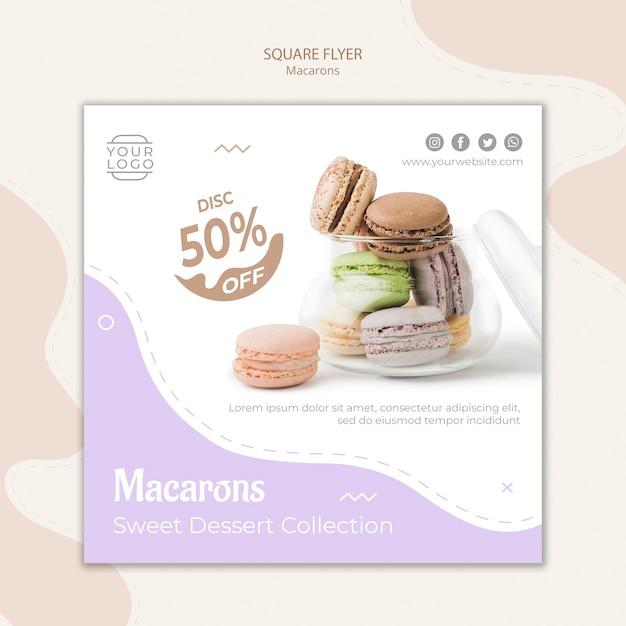 SQUARE FLYER
Macarons
YOUR
LOGO
www.yourwebsite.com
DISC
50%
OFF
Lorem ipsum dolor sit amet, consectetur adipiscing elit,
sed do eiusmod tempor incididunt
Macarons
Sweet Dessert Collection